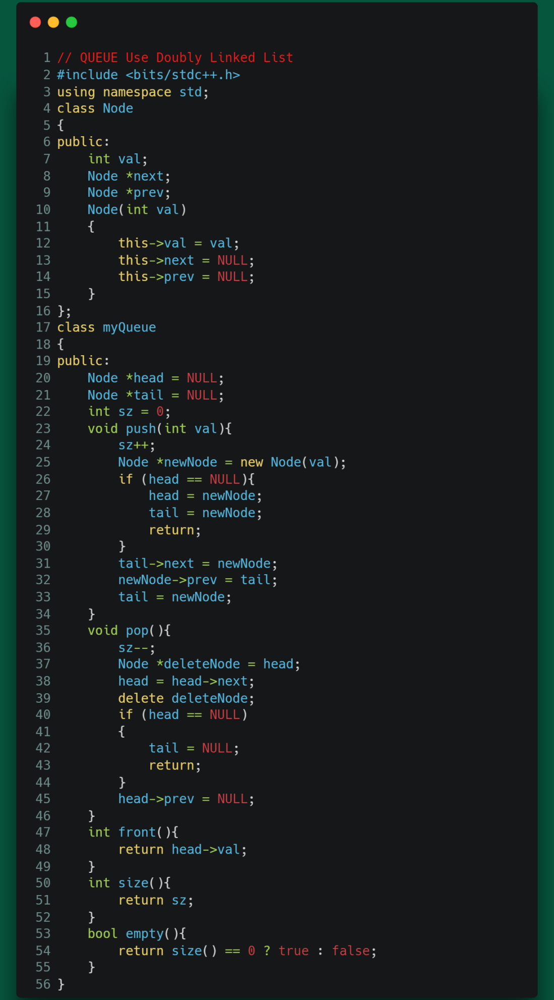 1 // QUEUE Use Doubly Linked List
2 #include <bits/stdc++.h>
3 using namespace std;
4 class Node
5 {
6 public:
7     int val;
8     Node *next;
9     Node *prev;
10     Node(int val)
11     {
12         this->val = val;
13         this->next = NULL;
14         this->prev = NULL;
15     }
16 };
17 class myQueue
18 {
19 public:
20     Node *head = NULL;
21     Node *tail = NULL;
22     int sz = 0;
23     void push(int val){
24         sz++;
25         Node *newNode = new Node(val);
26         if (head == NULL){
27             head = newNode;
28             tail = newNode;
29             return;
30         }
31         tail->next = newNode;
32         newNode->prev = tail;
33         tail = newNode;
34     }
35     void pop(){
36         sz--;
37         Node *deleteNode = head;
38         head = head->next;
39         delete deleteNode;
40         if (head == NULL)
41         {
42             tail = NULL;
43             return;
44         }
45         head->prev = NULL;
46     }
47     int front(){
48         return head->val;
49     }
50     int size(){
51         return sz;
52     }
53     bool empty(){
54         return size() == 0 ? true : false;
55     }
56 }